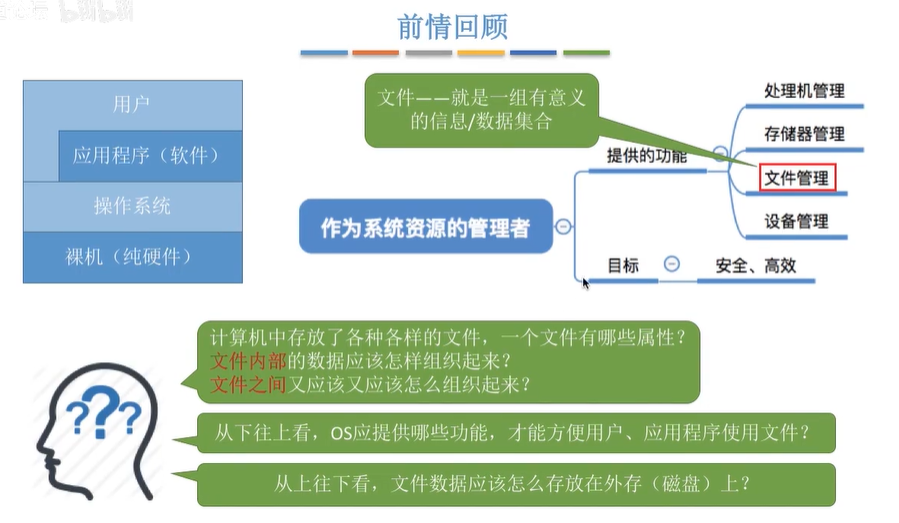 bilibili
前情回顾
用户
应用程序（软件）
操作系统
裸机（纯硬件）
文件——就是一组有意义
的信息/数据集合
作为系统资源的管理者
提供的功能
处理机管理
存储器管理
文件管理
设备管理
目标
安全、高效
计算机中存放了各种各样的文件，一个文件有哪些属性？
文件内部的数据应该怎样组织起来？
文件之间又应该又应该怎么组织起来？
???
从下往上看，OS应提供哪些功能，才能方便用户、应用程序使用文件？
从上往下看，文件数据应该怎么存放在外存（磁盘）上？